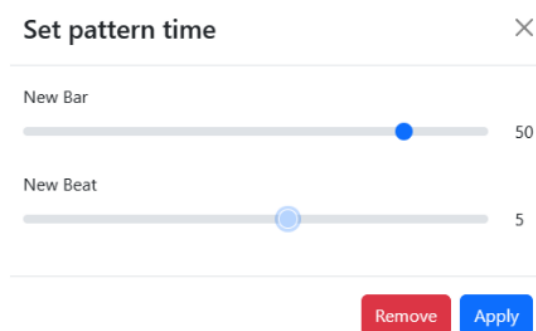 Set pattern time
New Bar
50
New Beat
5
Remove Apply